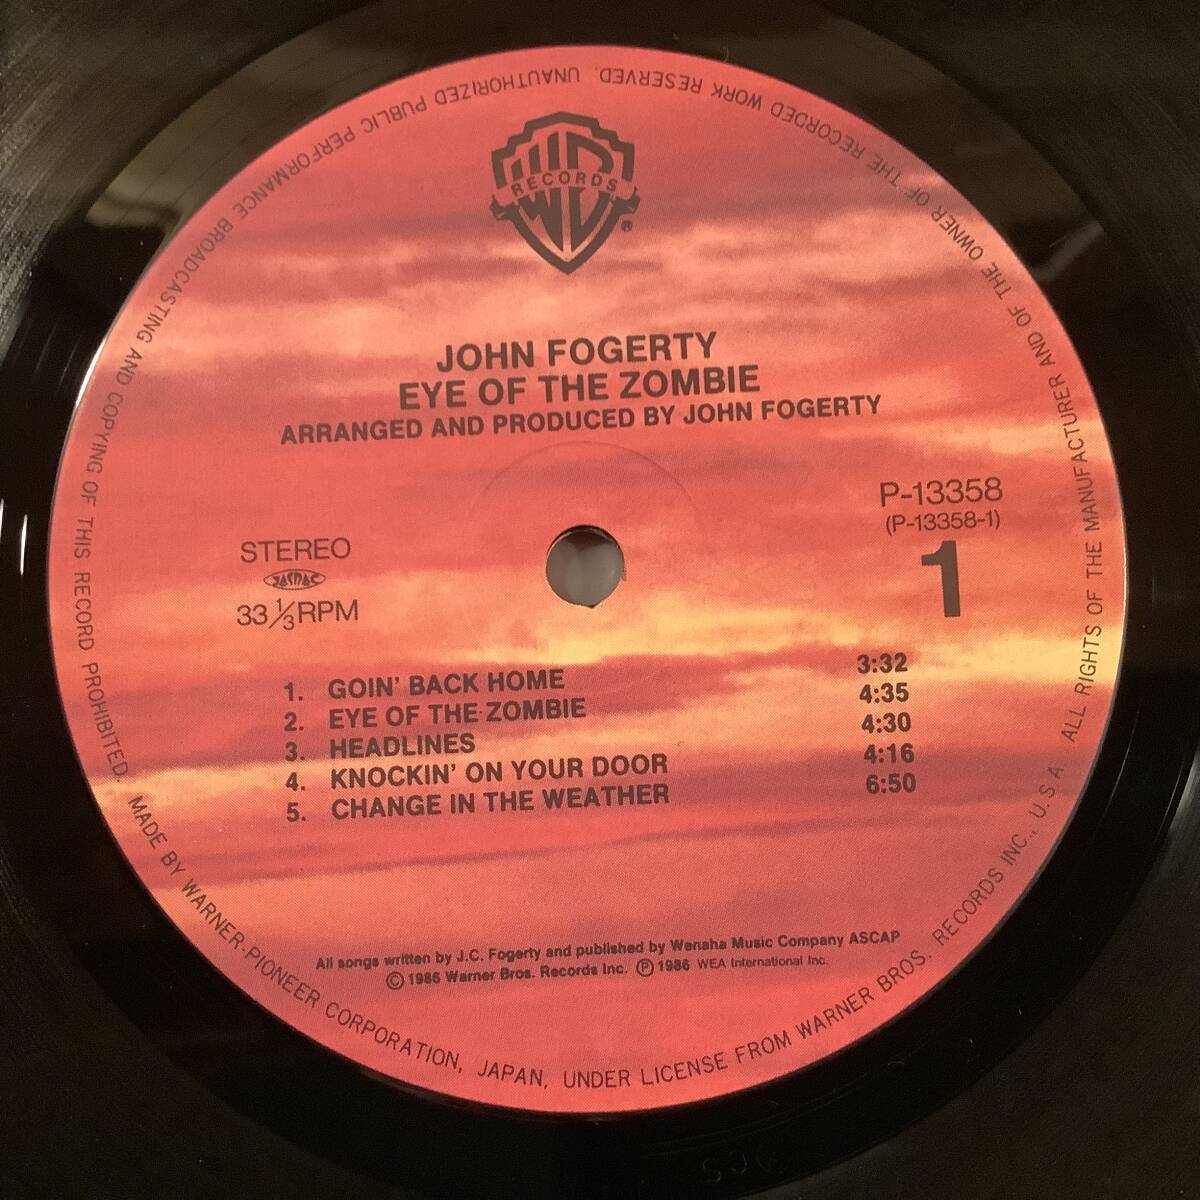 RECORDS
®
JOHN FOGERTY
EYE OF THE ZOMBIE
ARRANGED AND PRODUCED BY JOHN FOGERTY
P-13358
(P-13358-1)
1
STEREO
JASRAC
33 1/3 RPM
1. GOIN' BACK HOME 3:32
2. EYE OF THE ZOMBIE 4:35
3. HEADLINES 4:30
4. KNOCKIN' ON YOUR DOOR 4:16
5. CHANGE IN THE WEATHER 6:50
All songs written by J.C. Fogerty and published by Wenaha Music Company ASCAP
© 1986 Warner Bros. Records Inc. ℗ 1986 WEA International Inc.
ALL RIGHTS OF THE MANUFACTURER AND OF THE OWNER OF THE RECORDED WORK RESERVED. UNAUTHORIZED PUBLIC PERFORMANCE BROADCASTING AND COPYING OF THIS RECORD PROHIBITED. MADE BY WARNER-PIONEER CORPORATION, JAPAN, UNDER LICENSE FROM WARNER BROS. RECORDS INC., U.S.A.